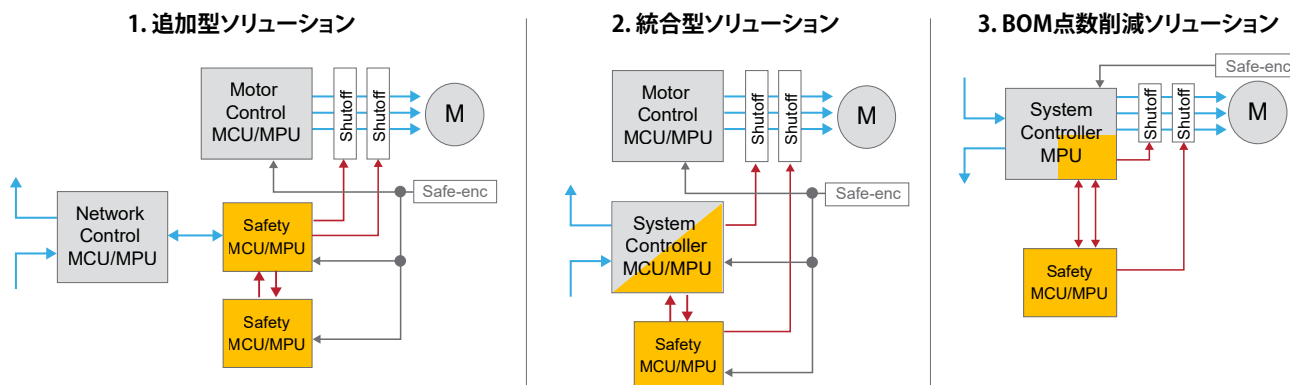 1. 追加型ソリューション
Motor
Control
MCU/MPU
Shutoff
Shutoff
M
Safe-enc
Network
Control
MCU/MPU
Safety
MCU/MPU
Safety
MCU/MPU
2. 統合型ソリューション
Motor
Control
MCU/MPU
Shutoff
Shutoff
M
Safe-enc
System
Controller
MCU/MPU
Safety
MCU/MPU
3. BOM点数削減ソリューション
Safe-enc
System
Controller
MPU
Shutoff
Shutoff
M
Safety
MCU/MPU